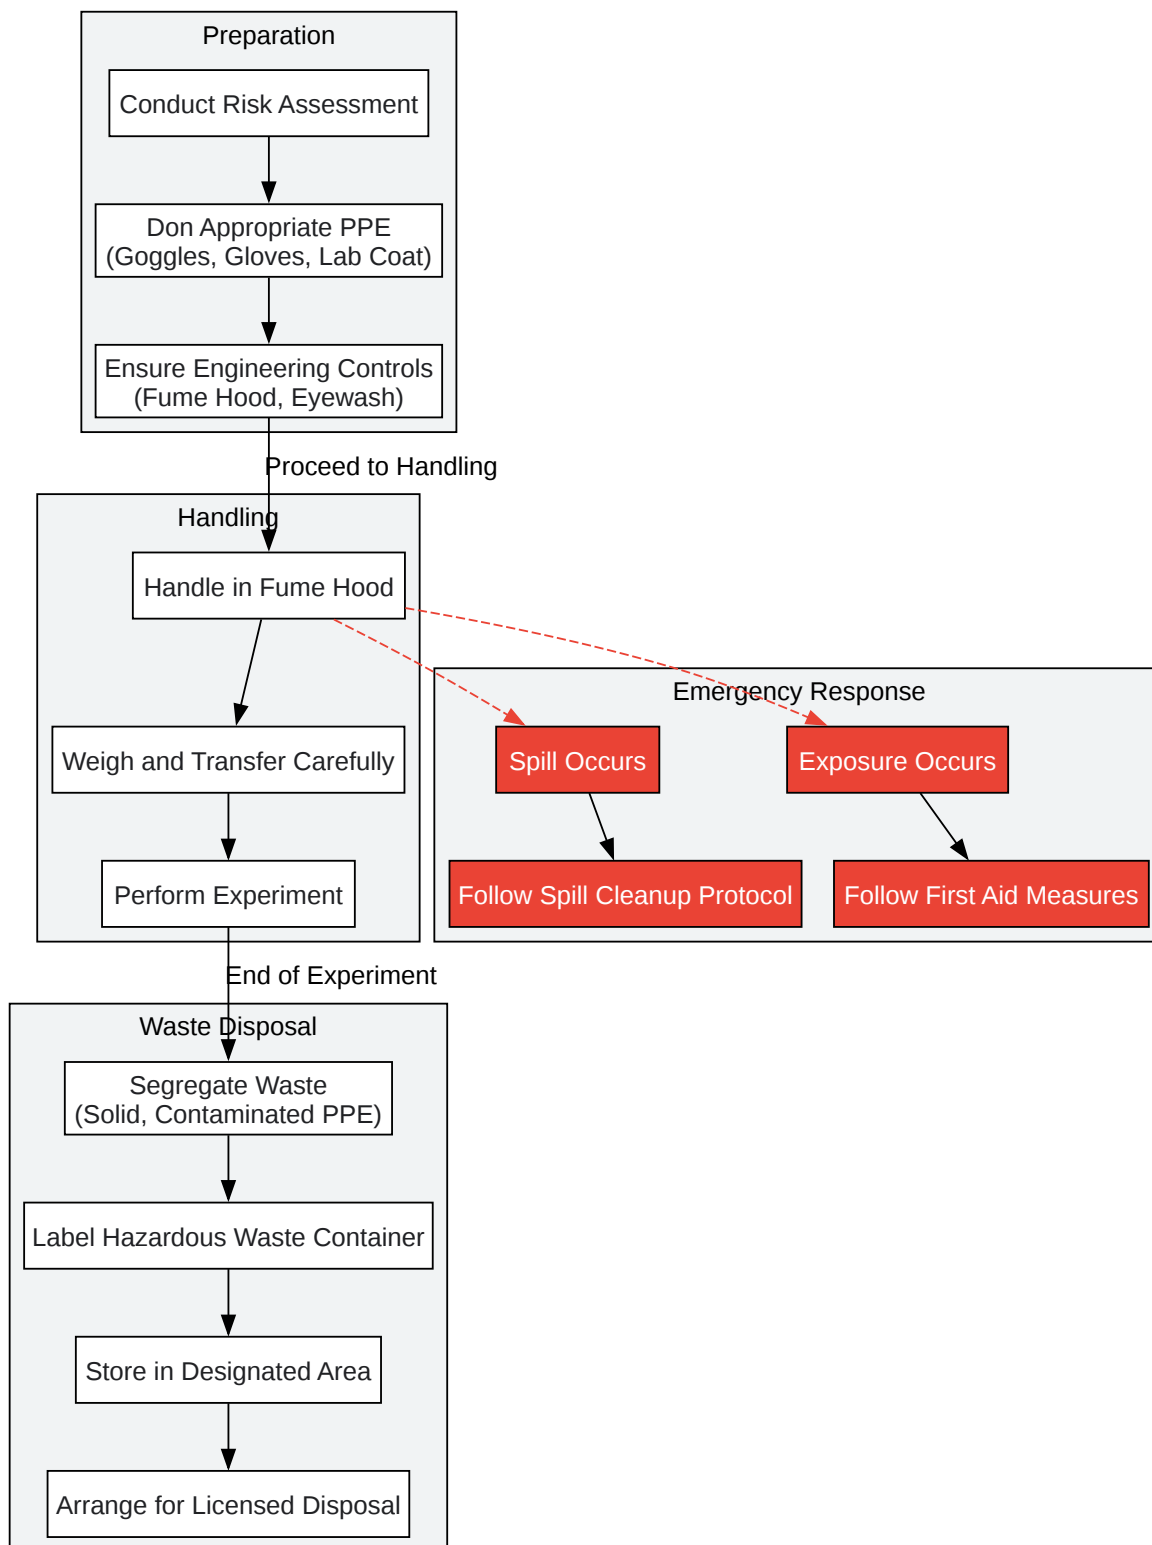 Preparation
Conduct Risk Assessment
Don Appropriate PPE
(Goggles, Gloves, Lab Coat)
Ensure Engineering Controls
(Fume Hood, Eyewash)
Proceed to Handling
Handling
Handle in Fume Hood
Weigh and Transfer Carefully
Perform Experiment
Emergency Response
Spill Occurs
Exposure Occurs
Follow Spill Cleanup Protocol
Follow First Aid Measures
End of Experiment
Waste Disposal
Segregate Waste
(Solid, Contaminated PPE)
Label Hazardous Waste Container
Store in Designated Area
Arrange for Licensed Disposal